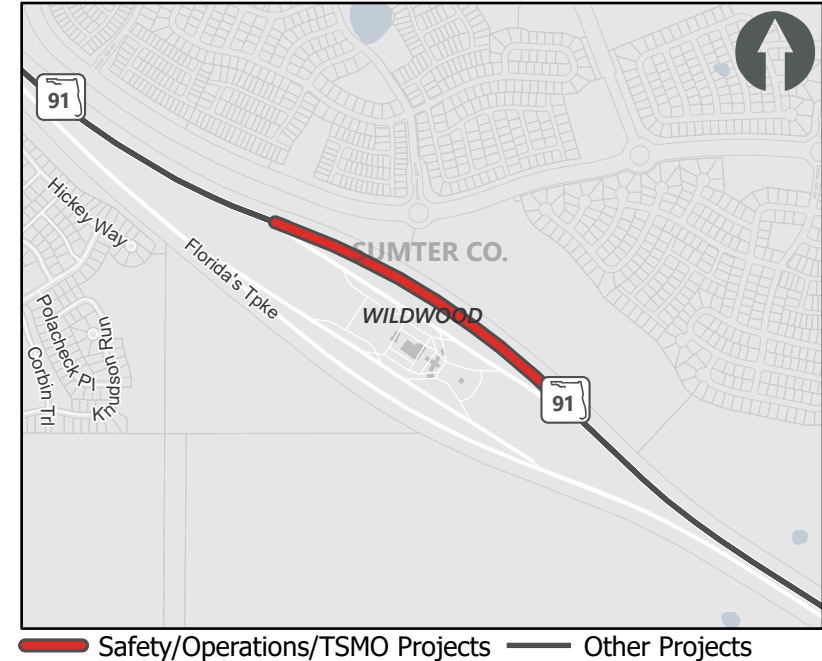 91
Hickey Way
SUMTER CO.
Florida's Tpke
WILDWOOD
Polacheck Pl
Knudson Run
Corbin Trl
91
Safety/Operations/TSMO Projects
Other Projects